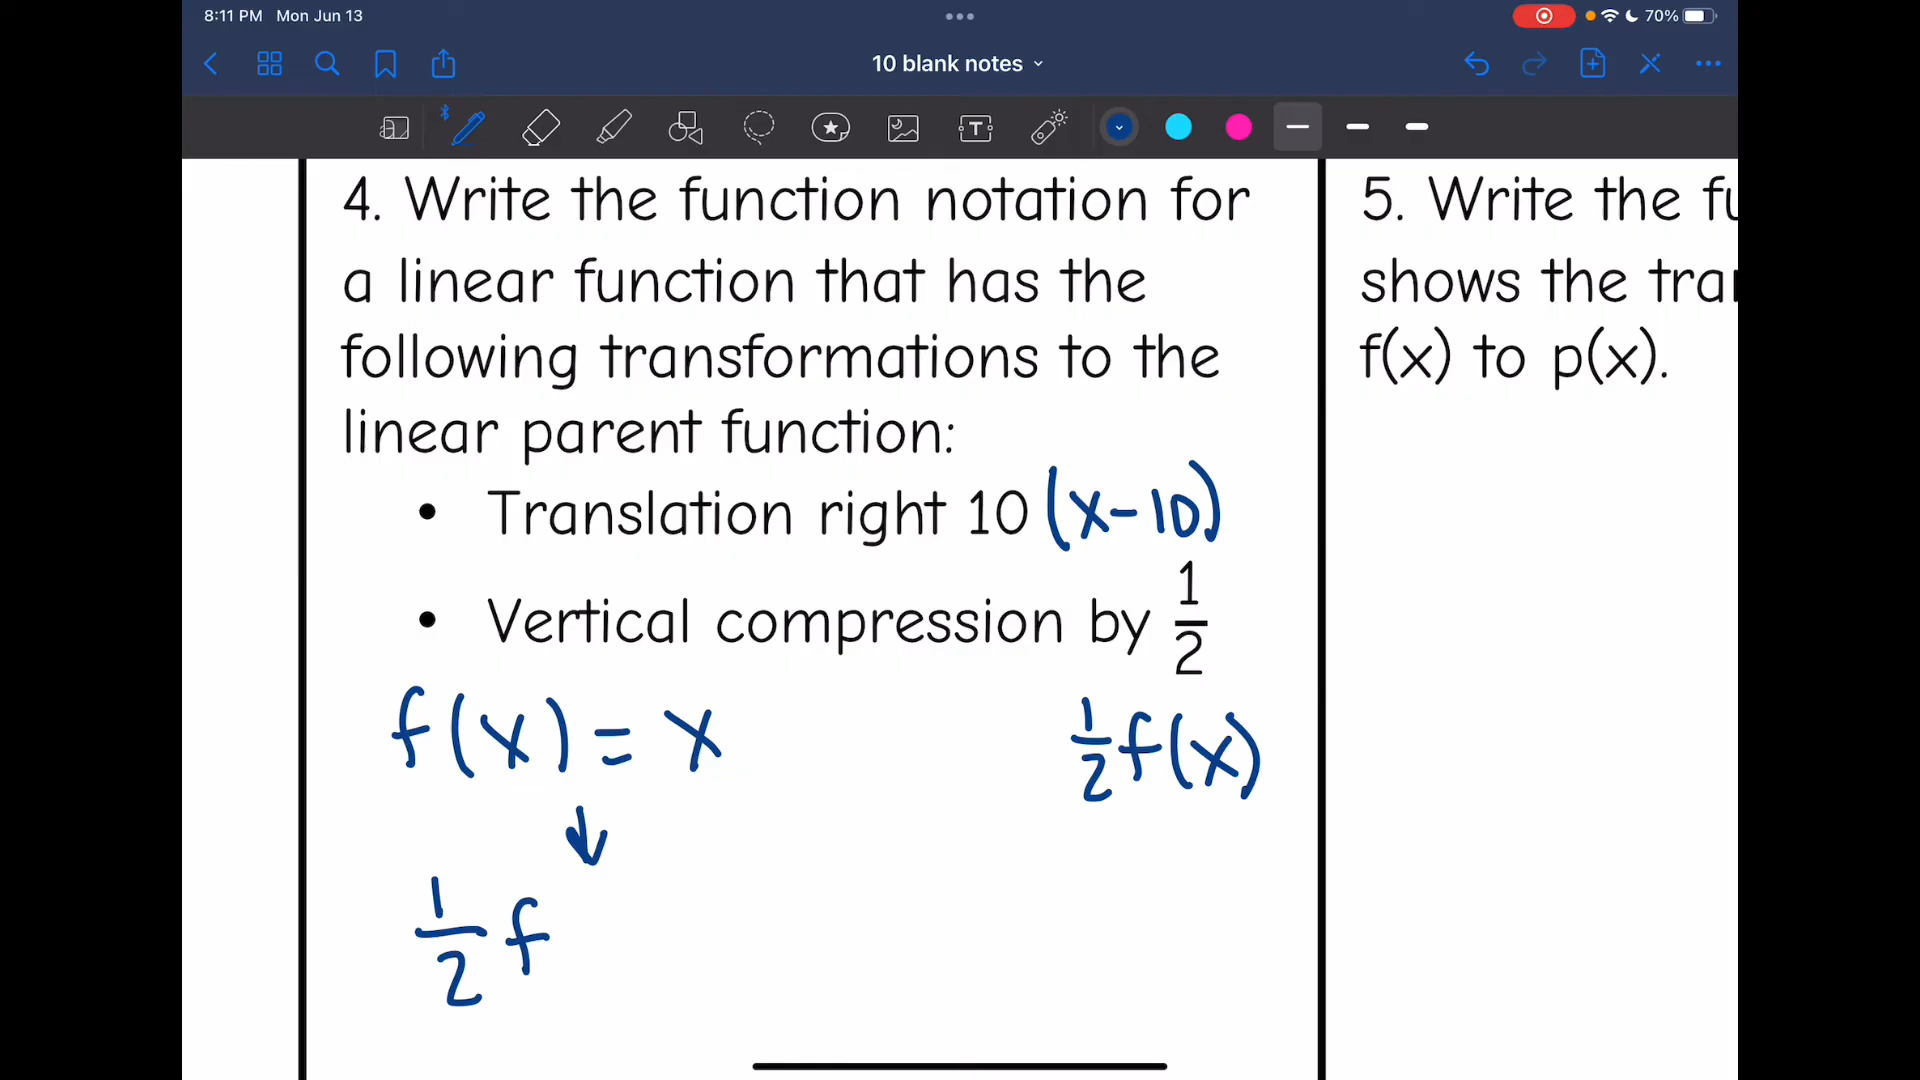 8:11 PM Mon Jun 13
70%
10 blank notes
4. Write the function notation for
a linear function that has the
following transformations to the
linear parent function:
• Translation right 10 (x-10)
• Vertical compression by 1/2
f(x) = x
1/2 f(x)
↓
1/2 f
5. Write the
shows the
f(x) to p(x).